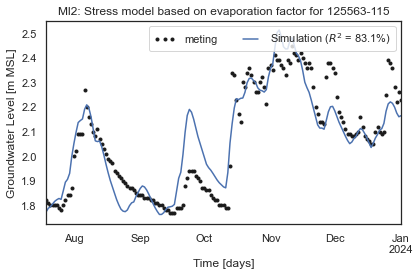 MI2: Stress model based on evaporation factor for 125563-115
meting
Simulation (R² = 83.1%)
Groundwater Level [m MSL]
2.5
2.4
2.3
2.2
2.1
2.0
1.9
1.8
Aug Sep Oct Nov Dec Jan
2024
Time [days]